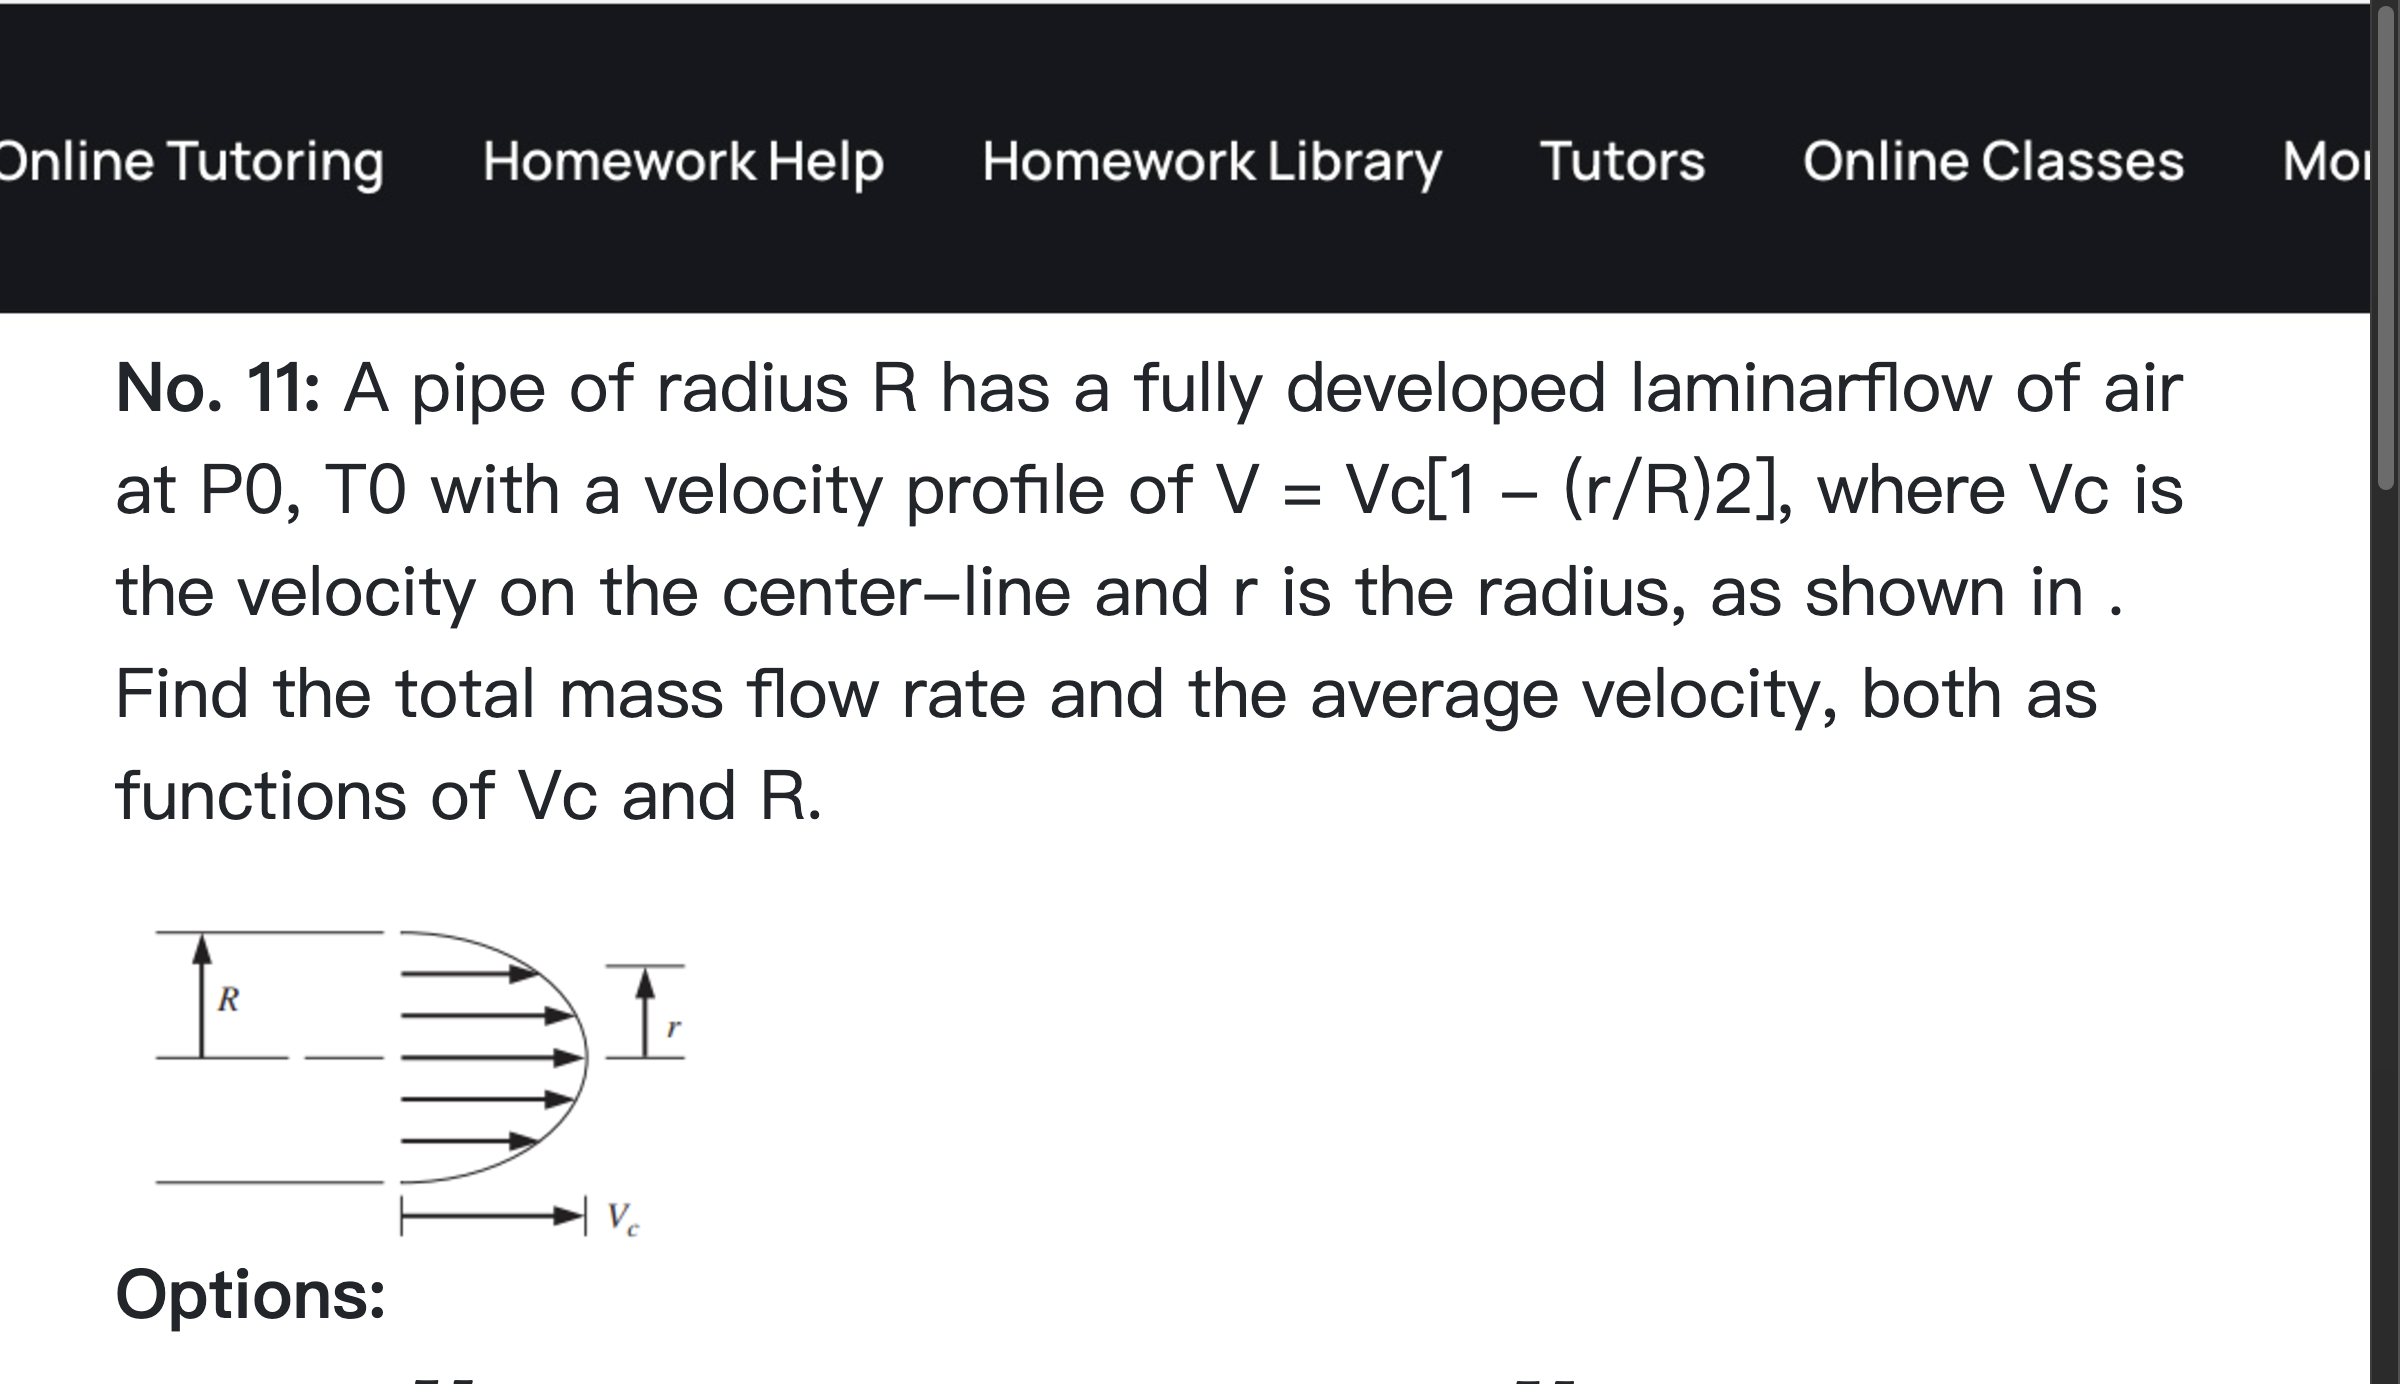 Online Tutoring Homework Help Homework Library Tutors Online Classes
No. 11: A pipe of radius R has a fully developed laminarflow of air
at P0, T0 with a velocity profile of V = Vc[1 – (r/R)2], where Vc is
the velocity on the center–line and r is the radius, as shown in .
Find the total mass flow rate and the average velocity, both as
functions of Vc and R.
R
r
Vc
Options: